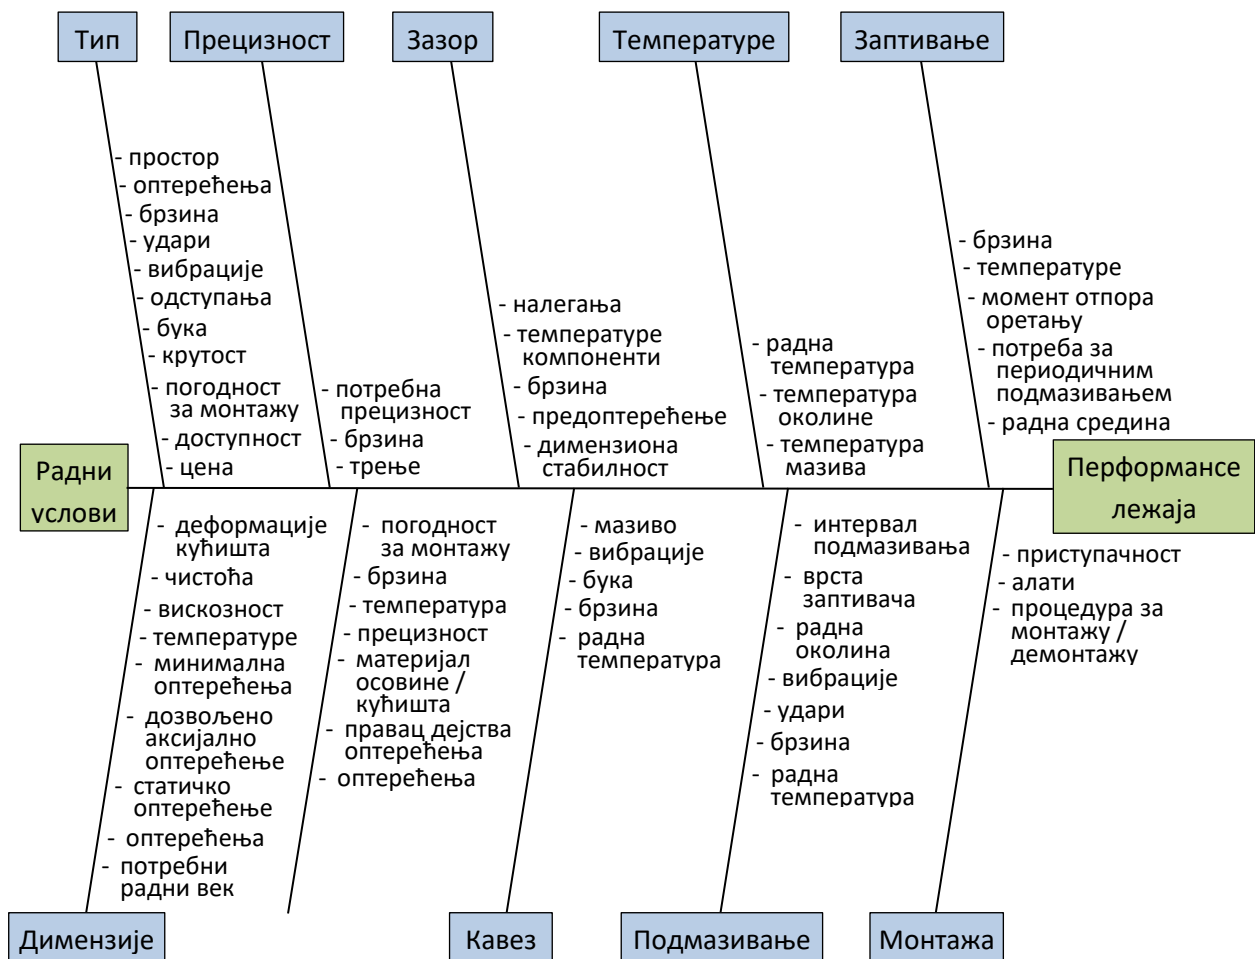 Тип
Прецизност
Зазор
Температуре
Заптивање
- простор
- оптерећења
- брзина
- удари
- вибрације
- одступања
- бука
- крутост
- погодност
за монтажу
- доступност
- цена
- потребна
прецизност
- брзина
- трење
- налегања
- температуре
компоненти
- брзина
- предоптерећење
- димензиона
стабилност
- радна
температура
- температура
околине
- температура
мазива
- брзина
- температуре
- момент отпора
оретању
- потреба за
периодичним
подмазивањем
- радна средина
Радни
услови
Перформансе
лежаја
- деформације
кућишта
- чистоћа
- вискозност
- температуре
- минимална
оптерећења
- дозвољено
аксијално
оптерећење
- статичко
оптерећење
- оптерећења
- потребни
радни век
- погодност
за монтажу
- брзина
- температура
- прецизност
- материјал
осовине /
кућишта
- правац дејства
оптерећења
- оптерећења
- мазиво
- вибрације
- бука
- брзина
- радна
температура
- интервал
подмазивања
- врста
заптивача
- радна
околина
- вибрације
- удари
- брзина
- радна
температура
- приступачност
- алати
- процедура за
монтажу /
демонтажу
Димензије
Кавез
Подмазивање
Монтажа